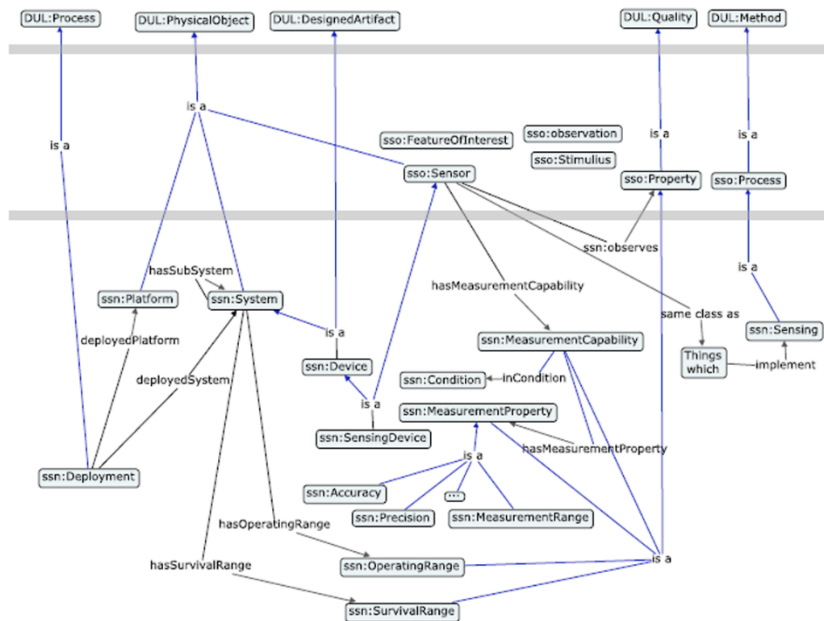 DUL:Process
DUL:PhysicalObject
DUL:DesignedArtifact
DUL:Quality
DUL:Method
is a
is a
sso:FeatureOfInterest
sso:observation
is a
is a
sso:Stimulius
sso:Sensor
sso:Property
sso:Process
ssn:observes
hasSubSystem
is a
hasMeasurementCapability
ssn:Platform
ssn:System
same class as
deployedPlatform
is a
ssn:MeasurementCapability
ssn:Sensing
Things
which
implement
deployedSystem
ssn:Device
ssn:Condition
inCondition
is a
ssn:MeasurementProperty
ssn:SensingDevice
hasMeasurementProperty
is a
ssn:Deployment
ssn:Accuracy
...
ssn:Precision
ssn:MeasurementRange
hasOperatingRange
is a
hasSurvivalRange
ssn:OperatingRange
ssn:SurvivalRange